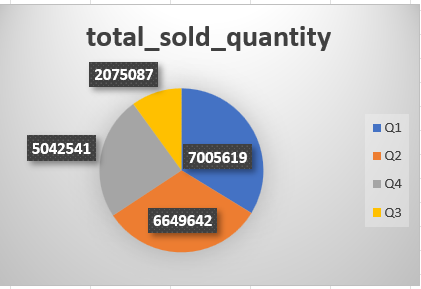 total_sold_quantity
2075087
5042541
7005619
6649642
Q1
Q2
Q4
Q3